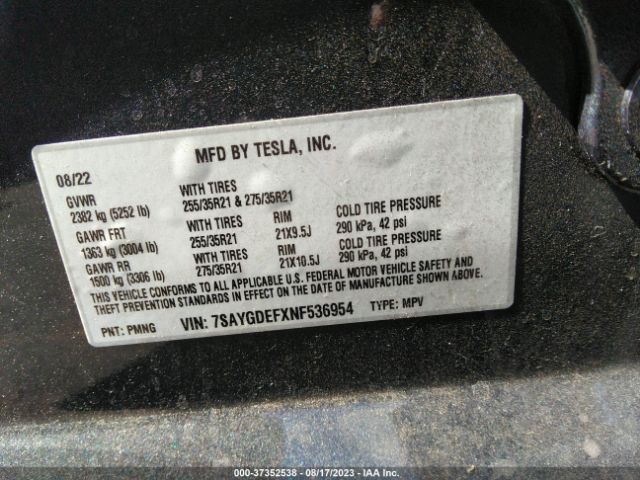 MFD BY TESLA, INC.
08/22
GVWR WITH TIRES
2382 kg (5252 lb) 255/35R21 & 275/35R21
GAWR FRT WITH TIRES RIM COLD TIRE PRESSURE
1363 kg (3004 lb) 255/35R21 21X9.5J 290 kPa, 42 psi
GAWR RR WITH TIRES RIM COLD TIRE PRESSURE
1500 kg (3306 lb) 275/35R21 21X10.5J 290 kPa, 42 psi
THIS VEHICLE CONFORMS TO ALL APPLICABLE U.S. FEDERAL MOTOR VEHICLE SAFETY AND
THEFT PREVENTION STANDARDS IN EFFECT ON THE DATE OF MANUFACTURE SHOWN ABOVE.
PNT: PMNG VIN: 7SAYGDEFXNF536954 TYPE: MPV
000-37352538 - 08/17/2023 - IAA Inc.